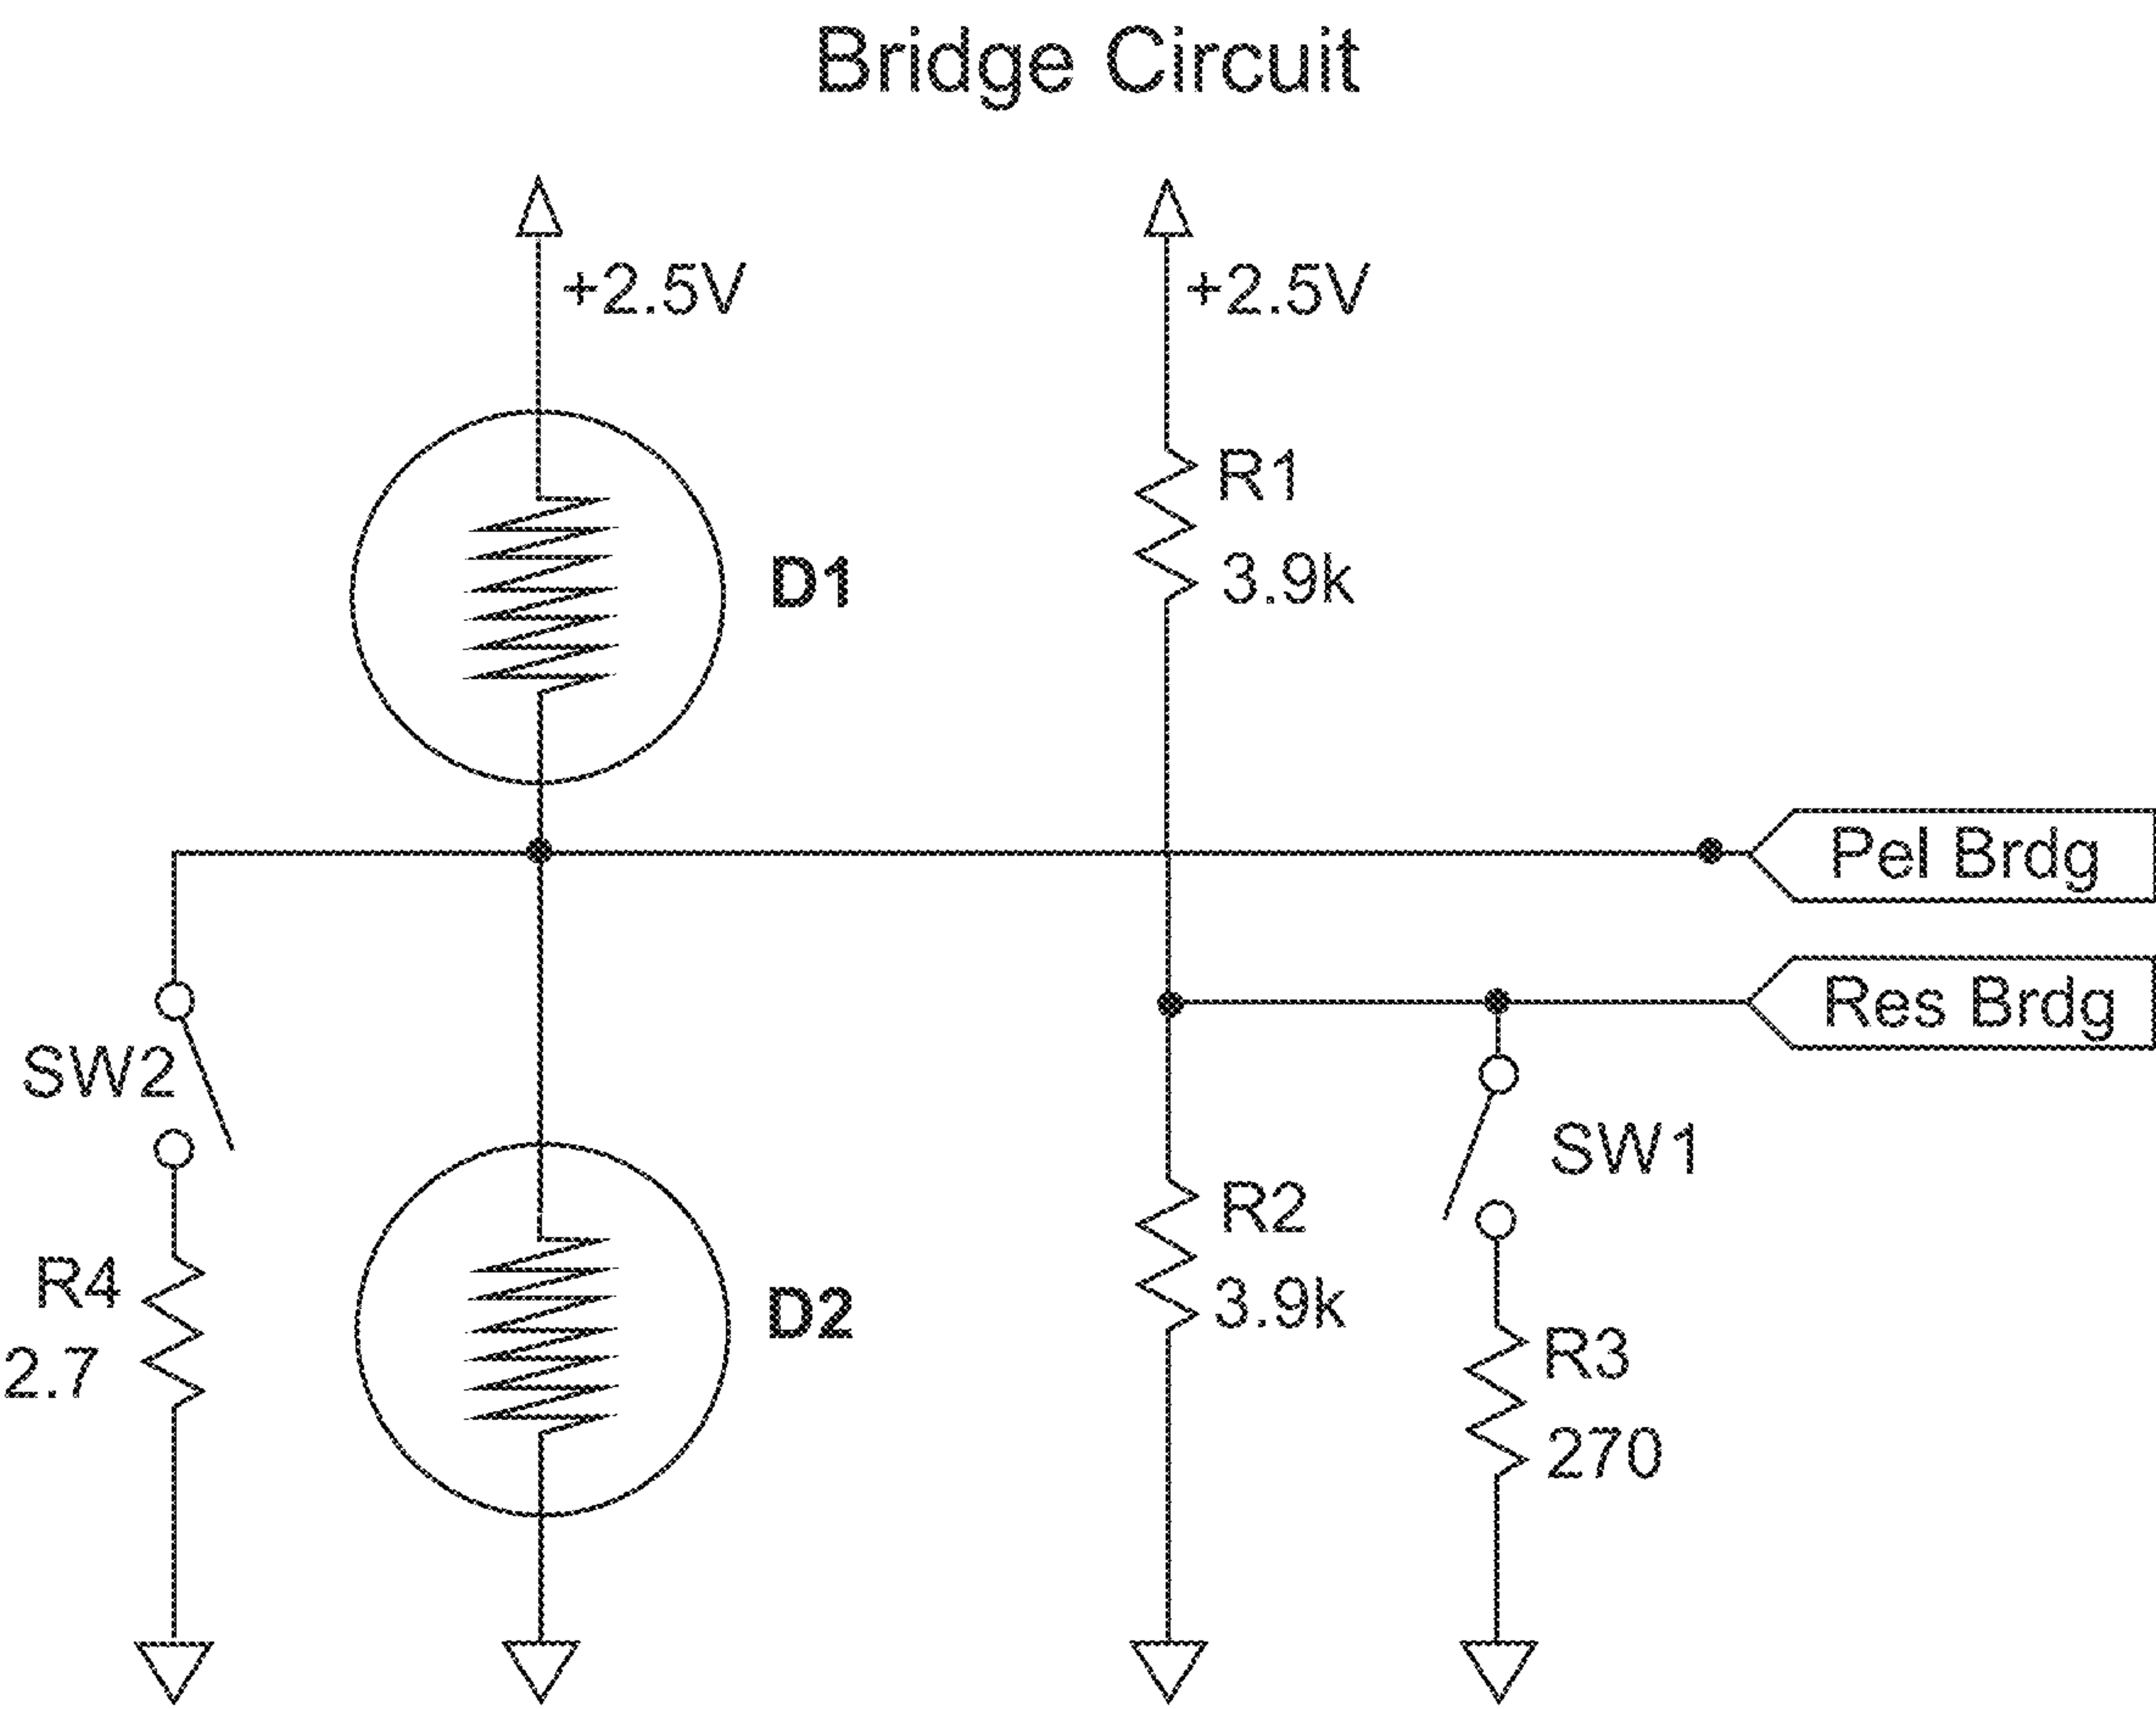 Bridge Circuit
+2.5V
+2.5V
R1
3.9k
D1
Pel Brdg
Res Brdg
SW2
SW1
R2
3.9k
R4
2.7
D2
R3
270